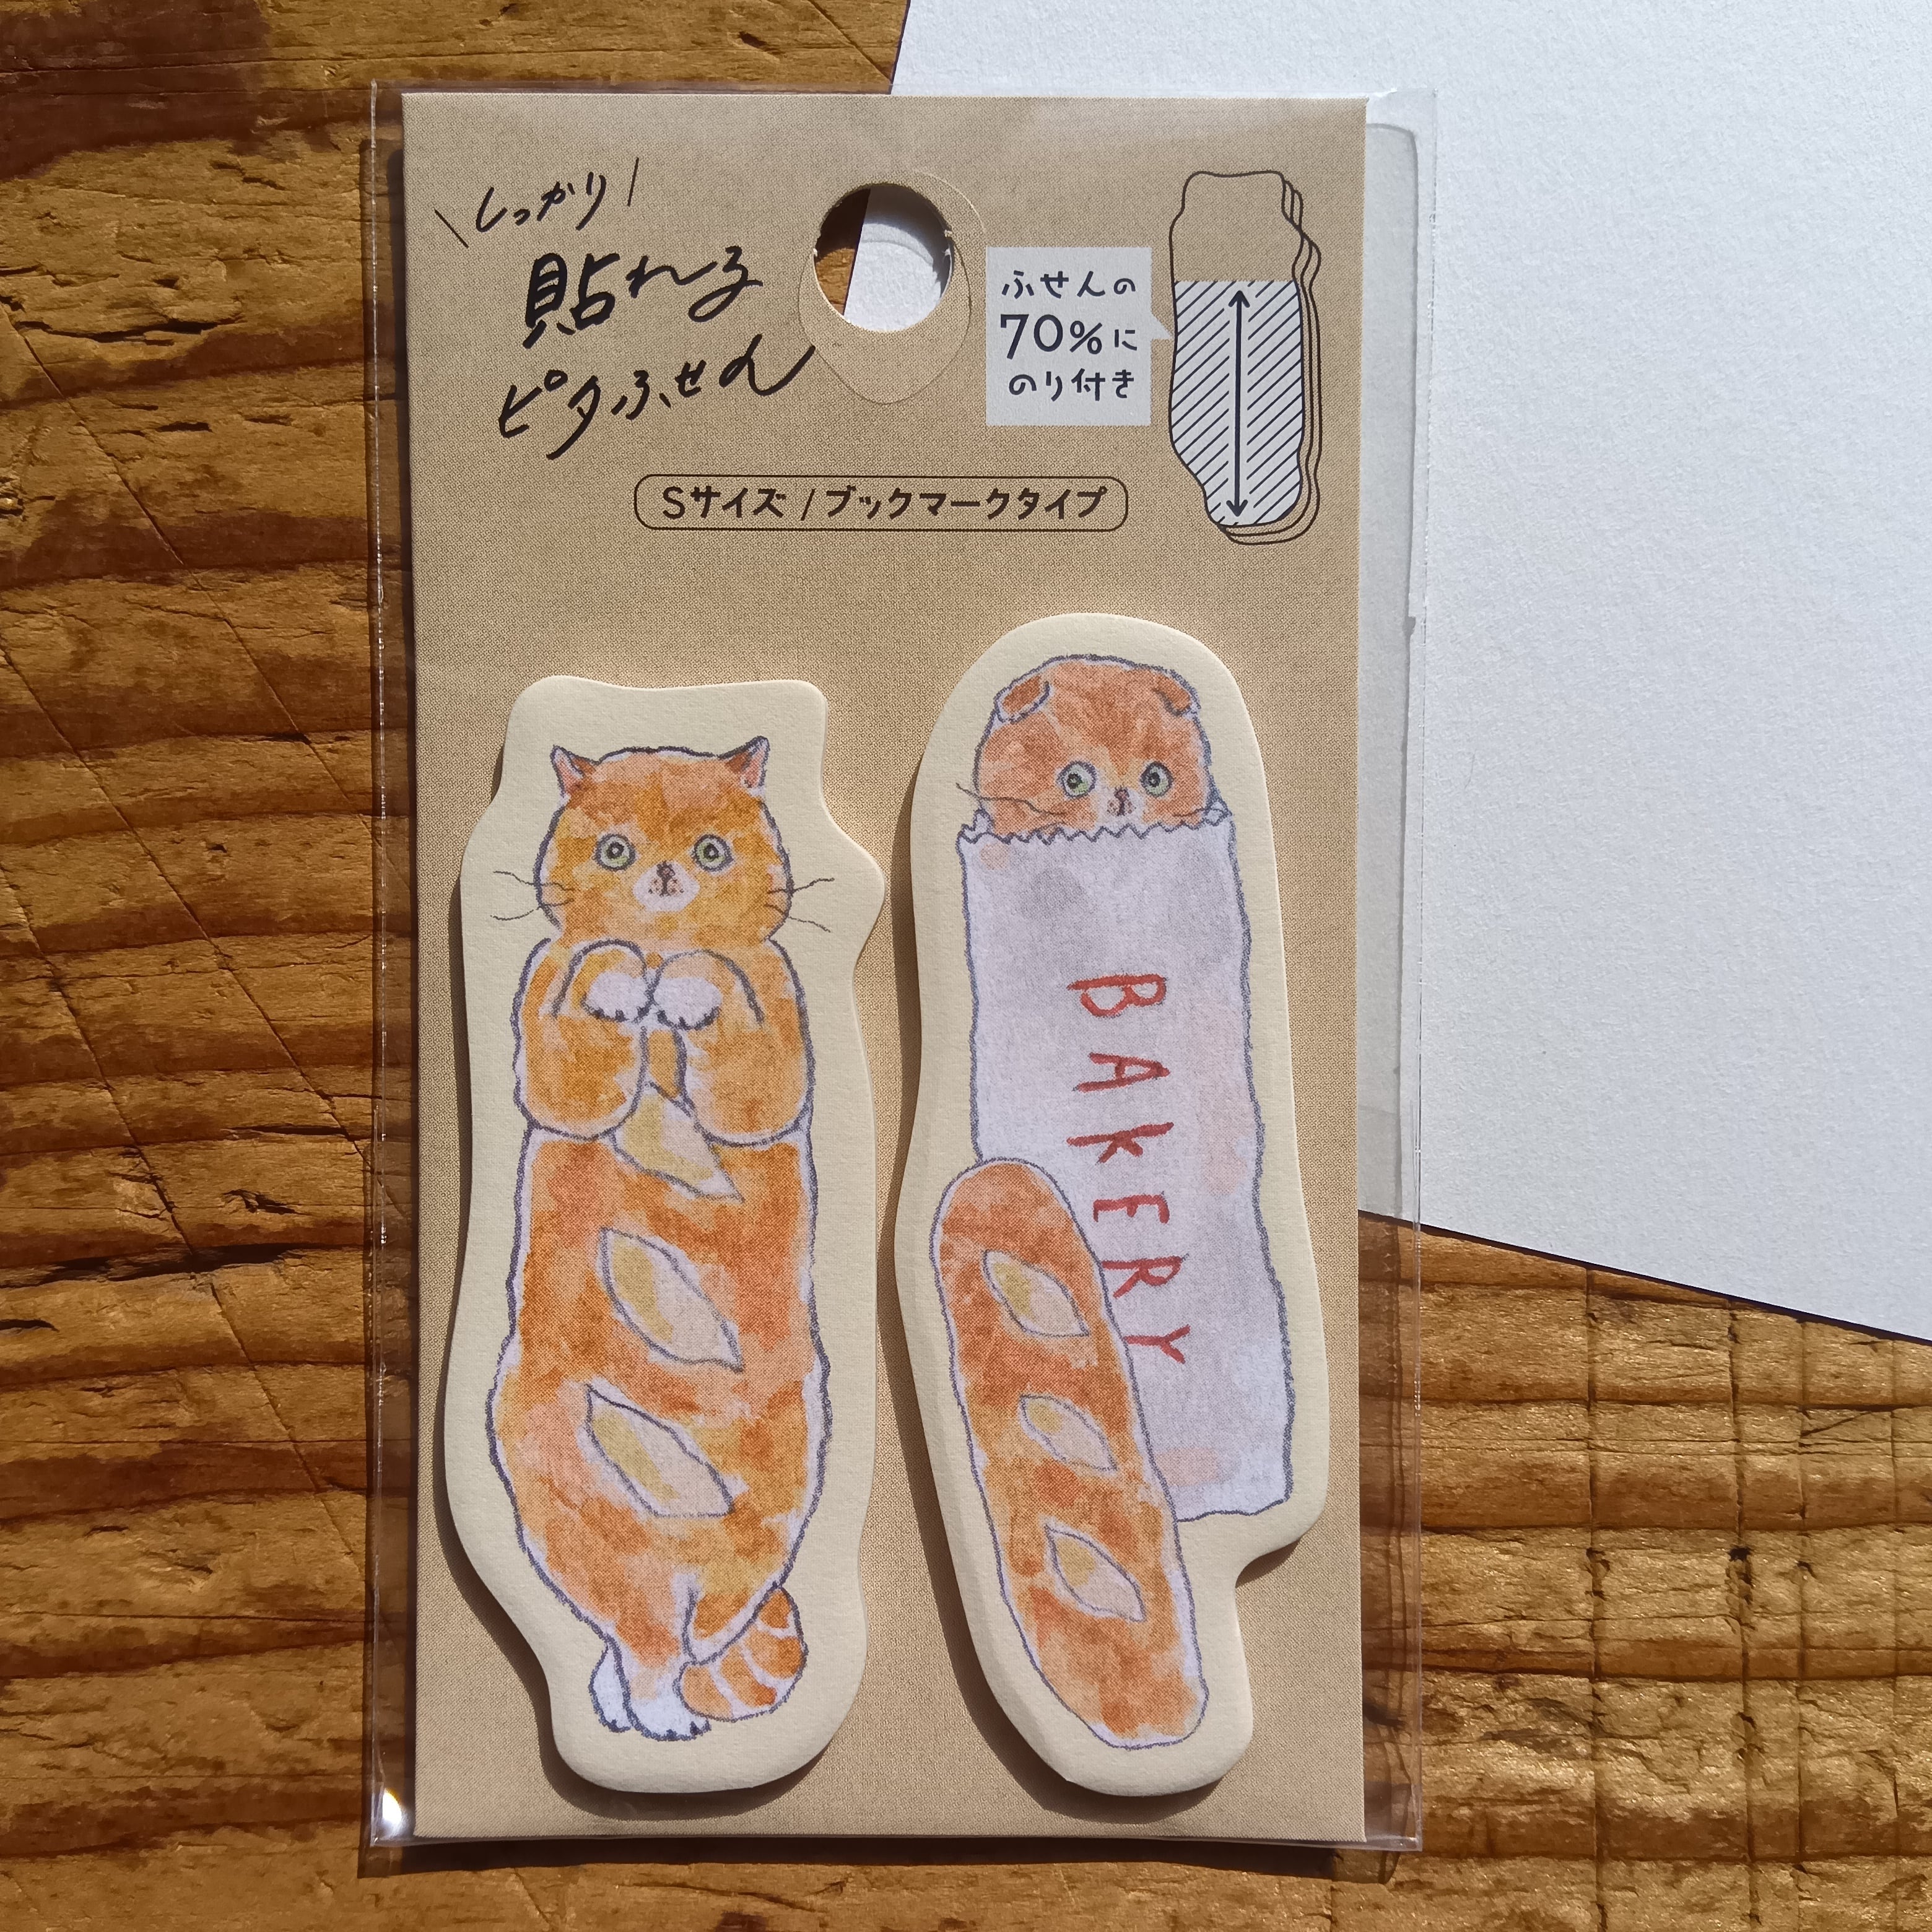 しっかり
貼れる
ピタふせん
ふせんの
70%に
のり付き
Sサイズ / ブックマークタイプ
BAKERY